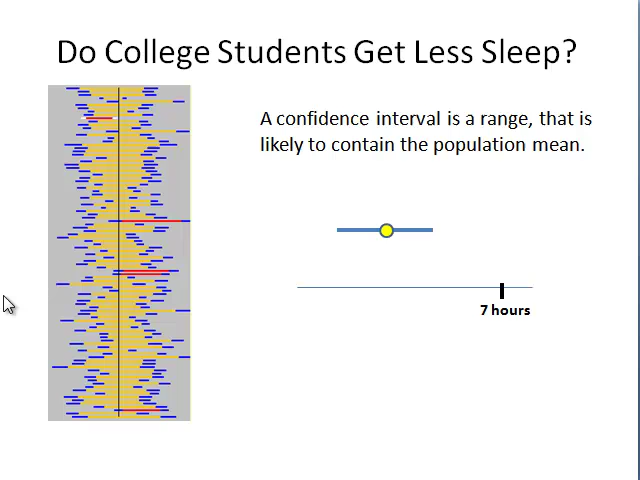 Do College Students Get Less Sleep?
A confidence interval is a range, that is
likely to contain the population mean.
7 hours